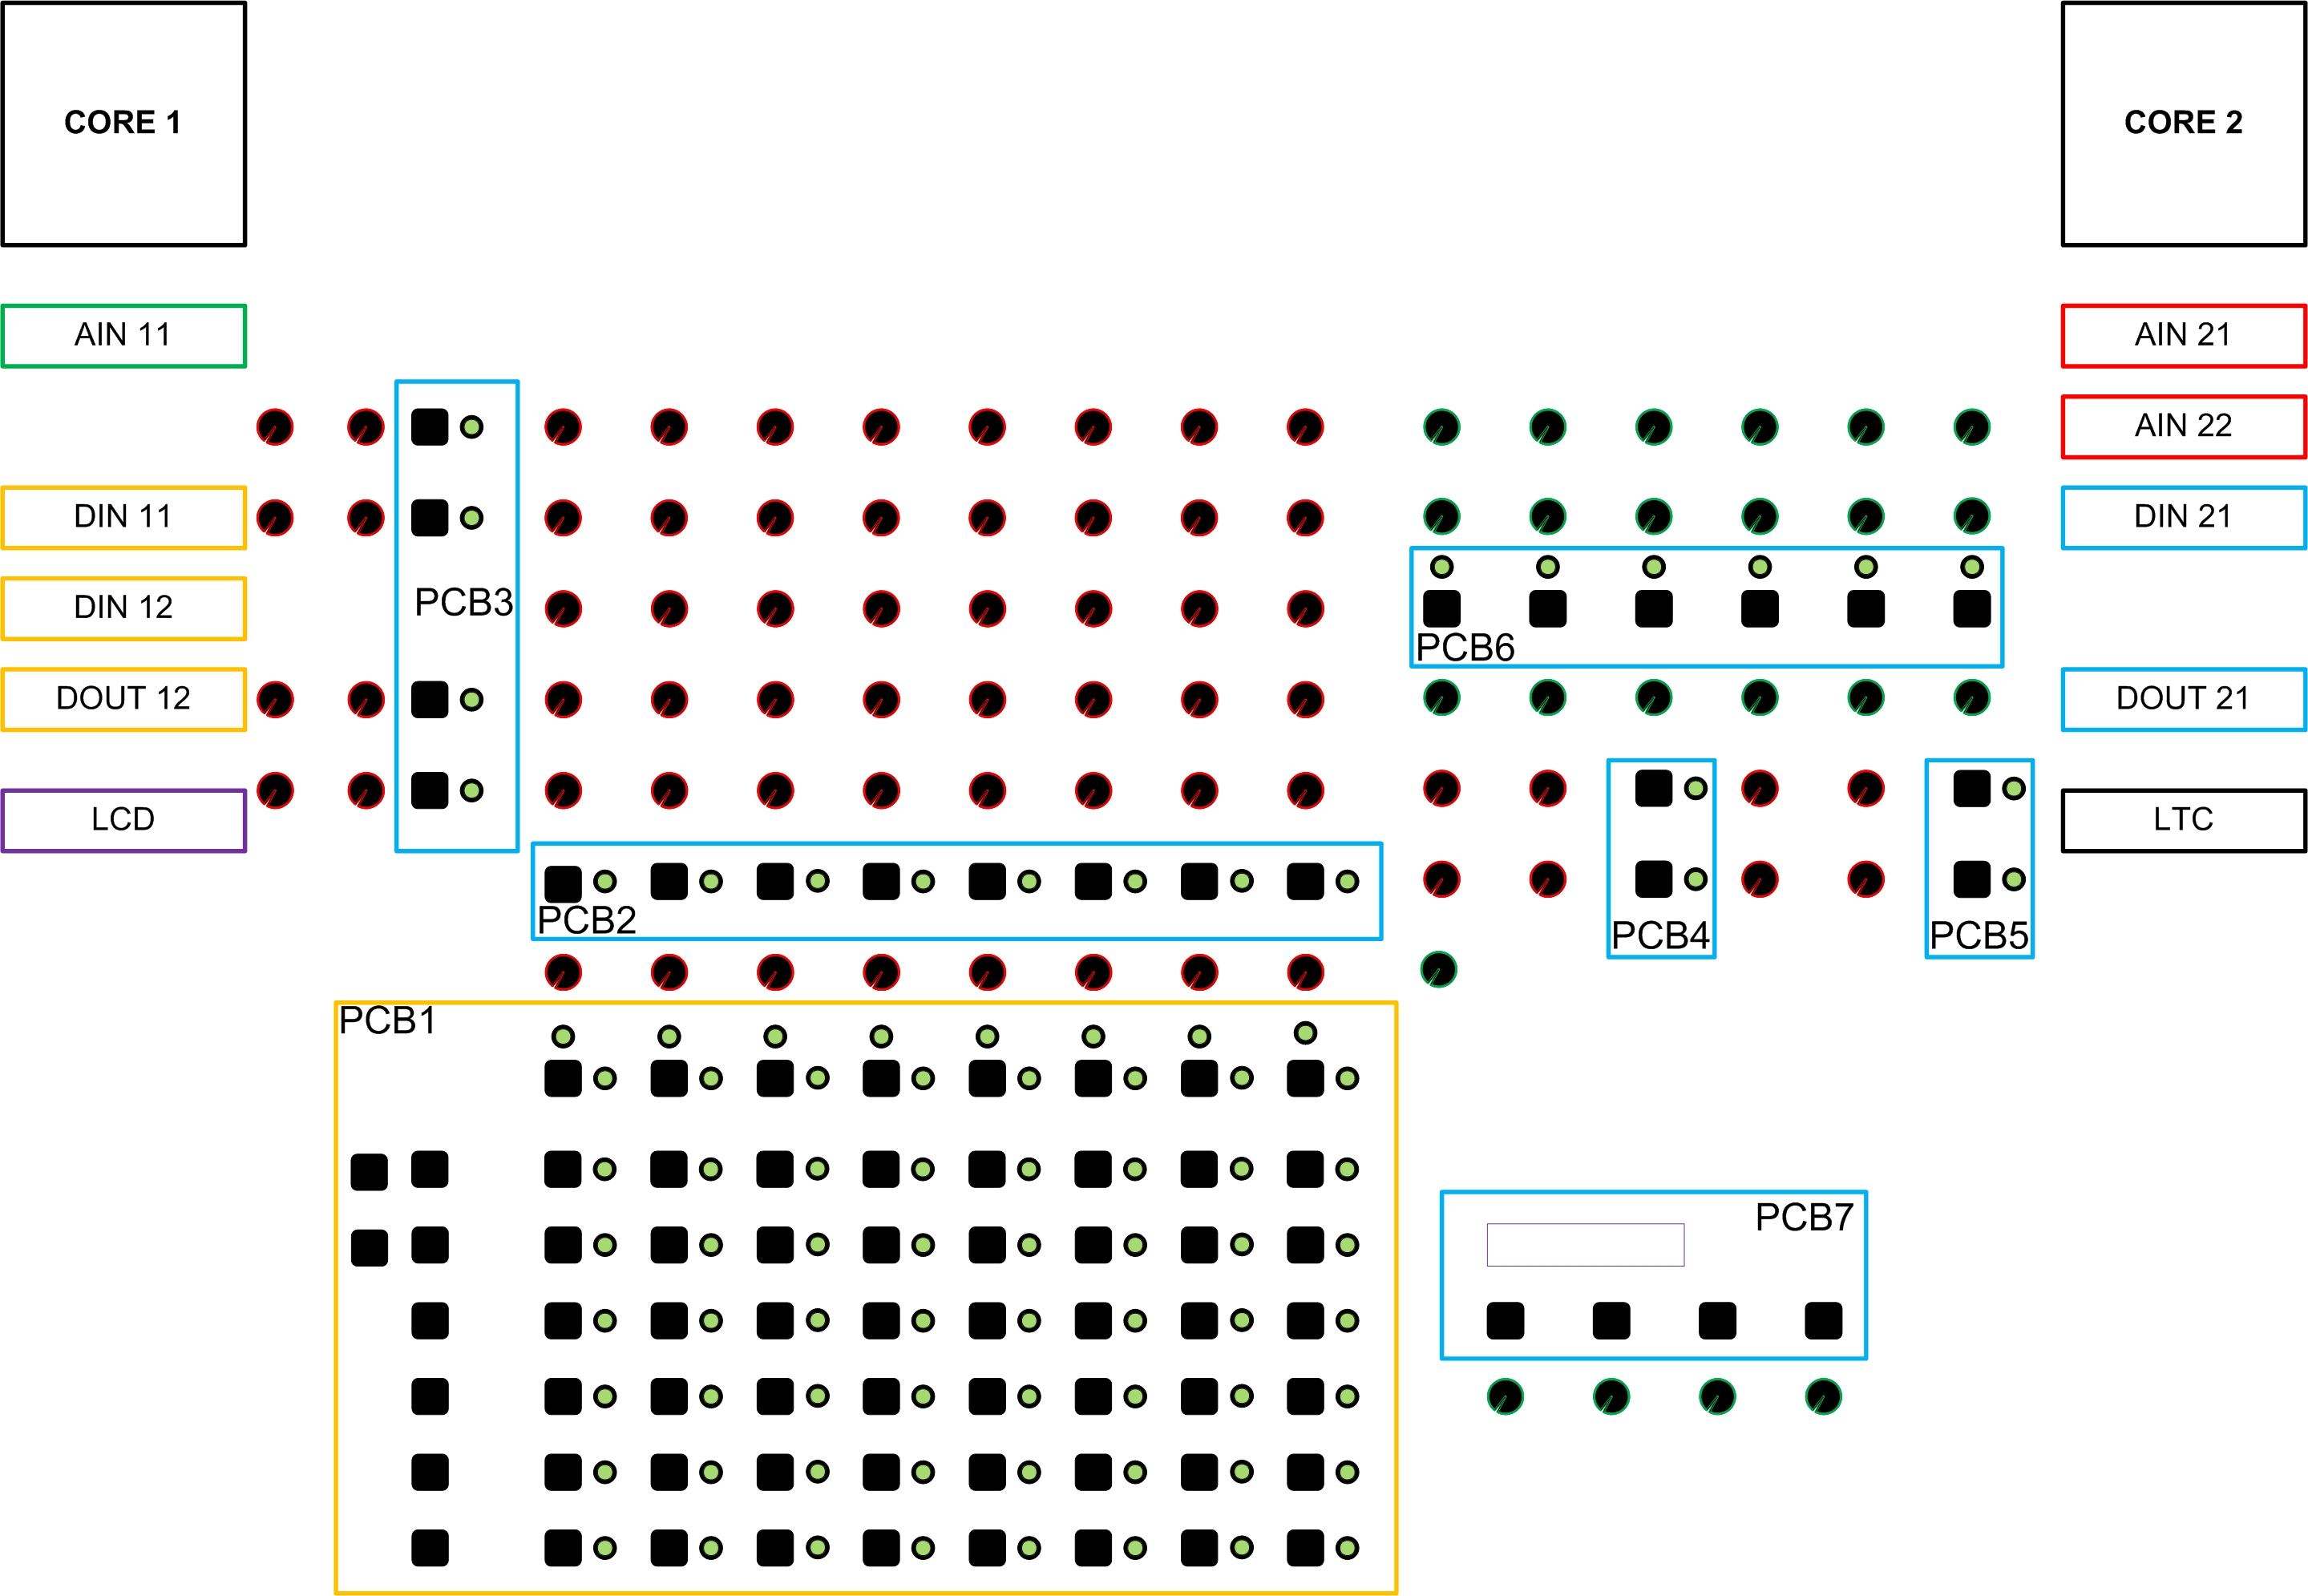 CORE 1
CORE 2
AIN 11
AIN 21
AIN 22
DIN 11
DIN 21
DIN 12
PCB3
PCB6
DOUT 12
DOUT 21
LCD
LTC
PCB2
PCB4
PCB5
PCB1
PCB7